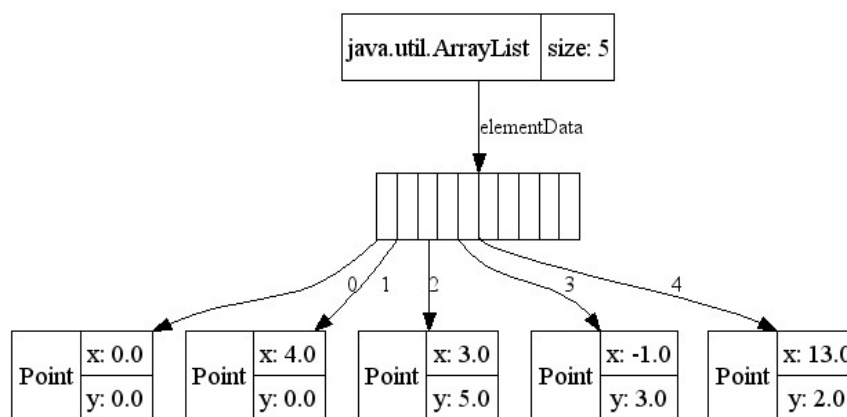 java.util.ArrayList size: 5
elementData
0 1 2 3 4
Point x: 0.0 y: 0.0
Point x: 4.0 y: 0.0
Point x: 3.0 y: 5.0
Point x: -1.0 y: 3.0
Point x: 13.0 y: 2.0